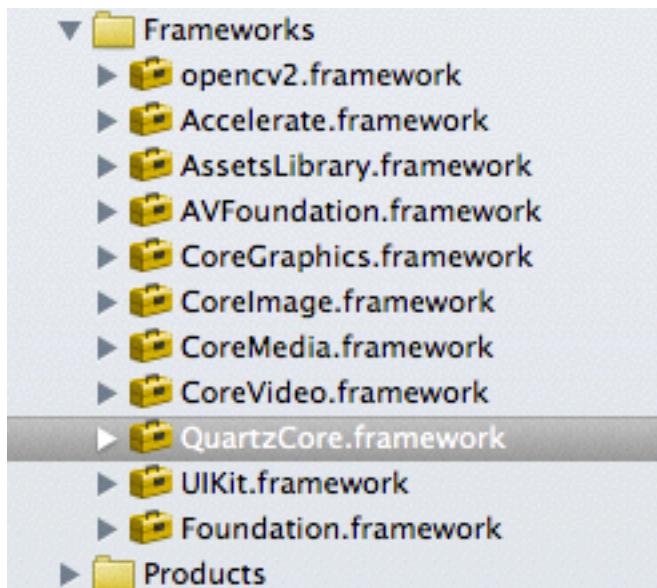 Frameworks
opencv2.framework
Accelerate.framework
AssetsLibrary.framework
AVFoundation.framework
CoreGraphics.framework
CoreImage.framework
CoreMedia.framework
CoreVideo.framework
QuartzCore.framework
UIKit.framework
Foundation.framework
Products